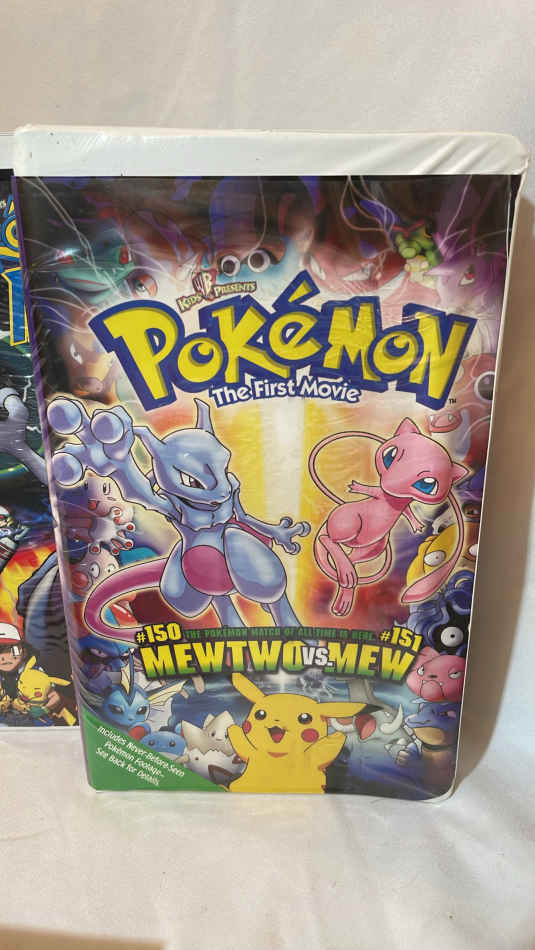 KIDS WB PRESENTS
POKéMON
The First Movie
TM
#150 THE POKÉMON MATCH OF ALL TIME IS HERE. #151
MEWTWO VS. MEW
Includes Never-Before-Seen
Pokémon Footage...
See Back for Details.